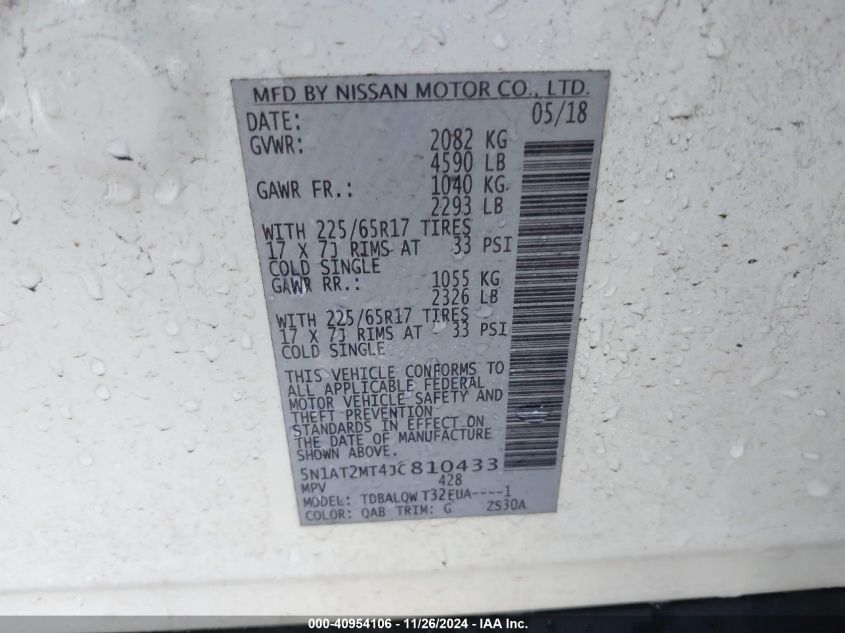 MFD BY NISSAN MOTOR CO., LTD.
DATE: 05/18
GVWR: 2082 KG
4590 LB
GAWR FR.: 1040 KG
2293 LB
WITH 225/65R17 TIRES
17 X 7J RIMS AT 33 PSI
COLD SINGLE
GAWR RR.: 1055 KG
2326 LB
WITH 225/65R17 TIRES
17 X 7J RIMS AT 33 PSI
COLD SINGLE
THIS VEHICLE CONFORMS TO
ALL APPLICABLE FEDERAL
MOTOR VEHICLE SAFETY AND
THEFT PREVENTION
STANDARDS IN EFFECT ON
THE DATE OF MANUFACTURE
SHOWN ABOVE.
5N1AT2MT4JC810433
MPV 428
MODEL: TDBALQW T32EUA----1
COLOR: QAB TRIM: G ZS30A
000-40954106 - 11/26/2024 - IAA Inc.